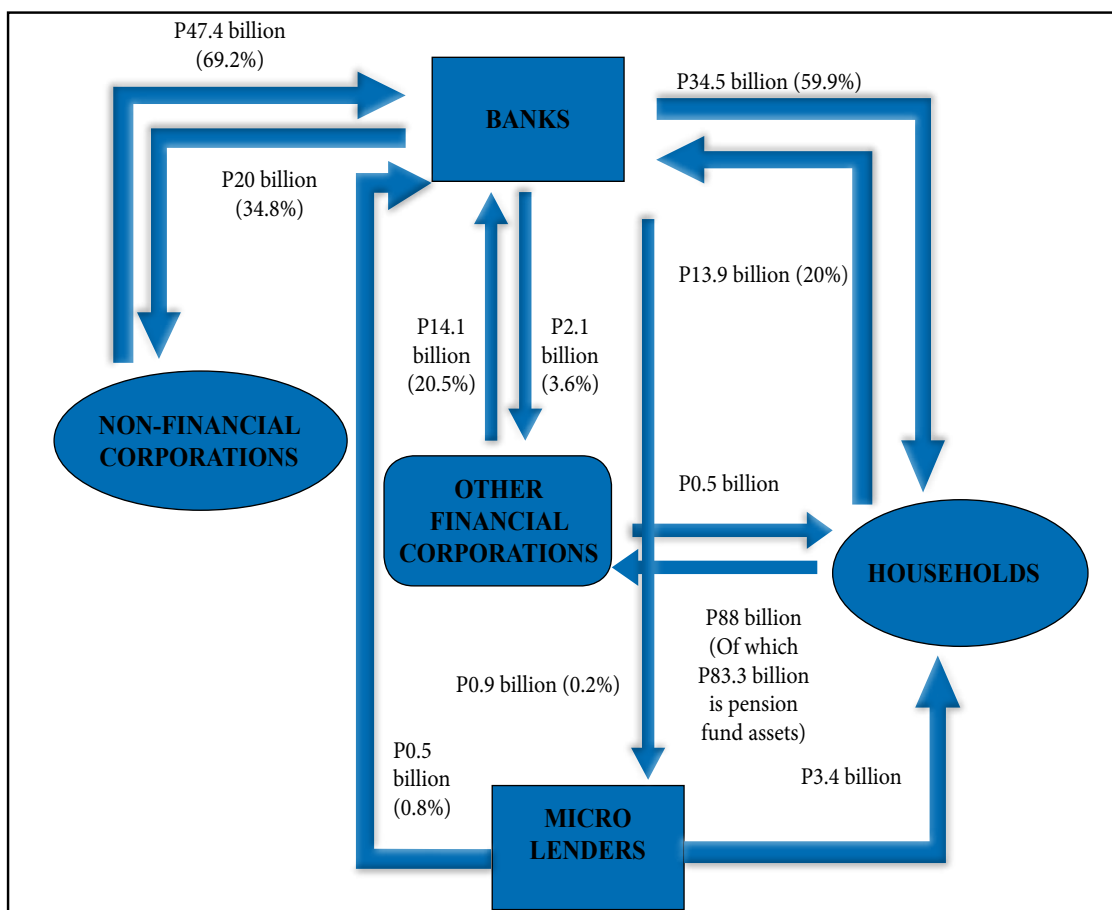 P47.4 billion
(69.2%)
BANKS
P34.5 billion (59.9%)
P20 billion
(34.8%)
P13.9 billion (20%)
P14.1
billion
(20.5%)
P2.1
billion
(3.6%)
NON-FINANCIAL
CORPORATIONS
OTHER
FINANCIAL
CORPORATIONS
P0.5 billion
HOUSEHOLDS
P88 billion
(Of which
P83.3 billion
is pension
fund assets)
P0.9 billion (0.2%)
P0.5
billion
(0.8%)
P3.4 billion
MICRO
LENDERS